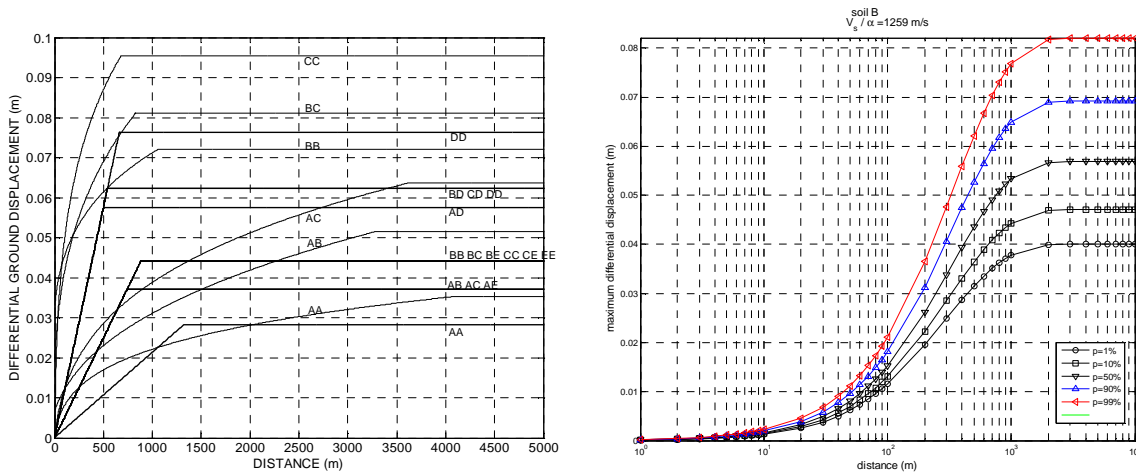 0.1
0.09
0.08
0.07
0.06
0.05
0.04
0.03
0.02
0.01
0
0 500 1000 1500 2000 2500 3000 3500 4000 4500 5000
DISTANCE (m)
DIFFERENTIAL GROUND DISPLACEMENT (m)
CC
BC
DD
BB
BD CD DD
AD
AC
AB
BB BC BE CC CE EE
AB AC AE
AA
AA
soil B
V_s / α =1259 m/s
0.08
0.07
0.06
0.05
0.04
0.03
0.02
0.01
0
10^0 10^1 10^2 10^3 10
distance (m)
maximum differential displacement (m)
p=1%
p=10%
p=50%
p=90%
p=99%